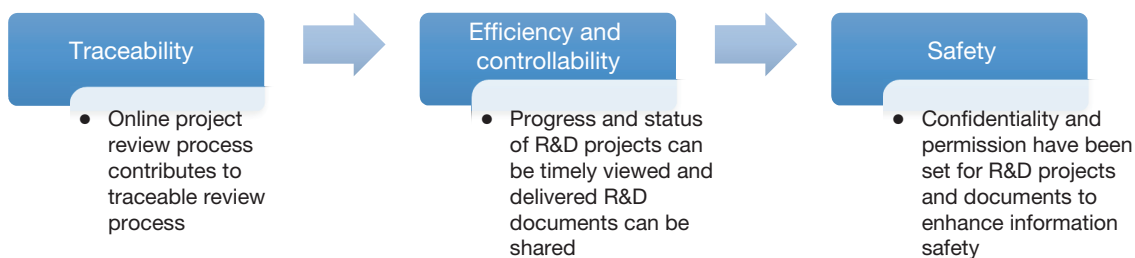 Traceability
● Online project
review process
contributes to
traceable review
process
Efficiency and
controllability
● Progress and status
of R&D projects can
be timely viewed and
delivered R&D
documents can be
shared
Safety
● Confidentiality and
permission have been
set for R&D projects
and documents to
enhance information
safety